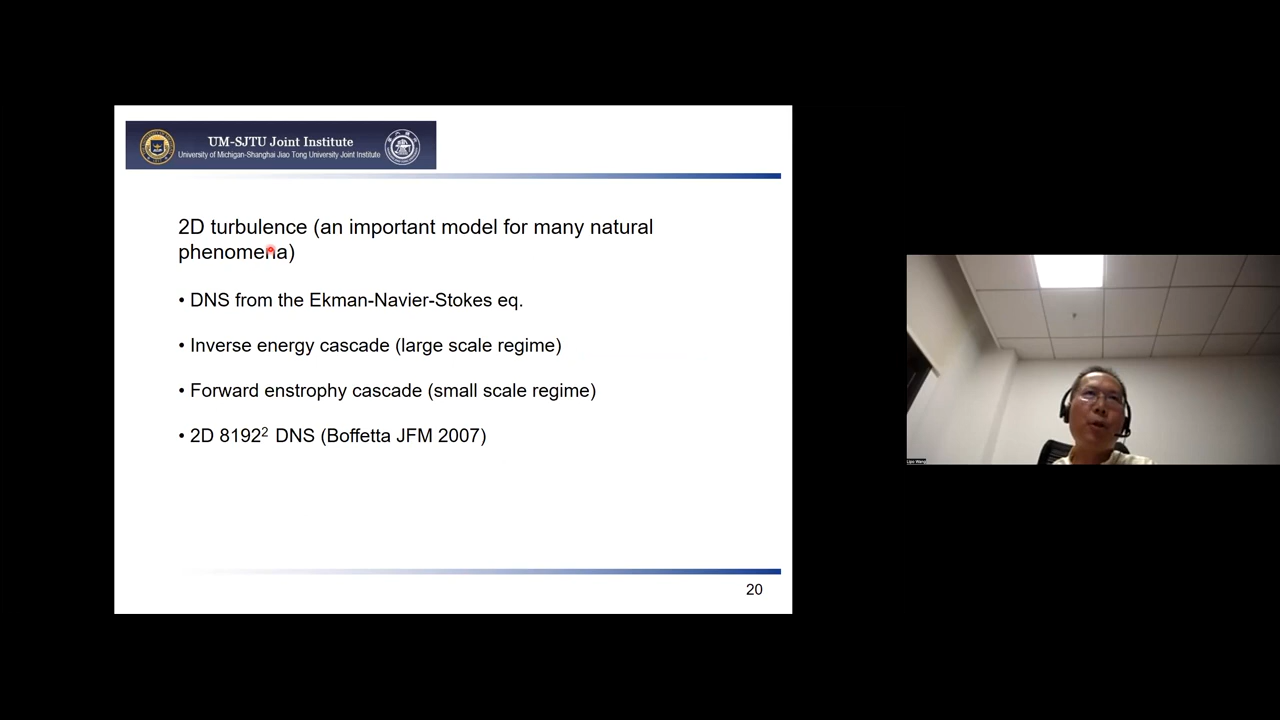 UM-SJTU Joint Institute
University of Michigan-Shanghai Jiao Tong University Joint Institute
2D turbulence (an important model for many natural
phenomena)
• DNS from the Ekman-Navier-Stokes eq.
• Inverse energy cascade (large scale regime)
• Forward enstrophy cascade (small scale regime)
• 2D 8192² DNS (Boffetta JFM 2007)
20
Lipo Wang